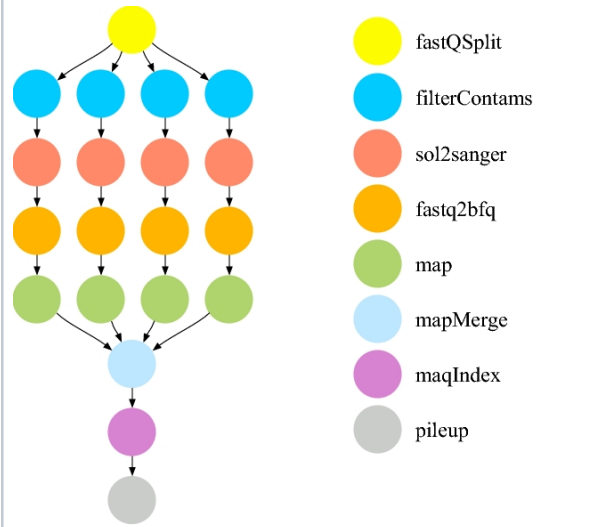 fastQSplit
filterContams
sol2sanger
fastq2bfq
map
mapMerge
maqIndex
pileup